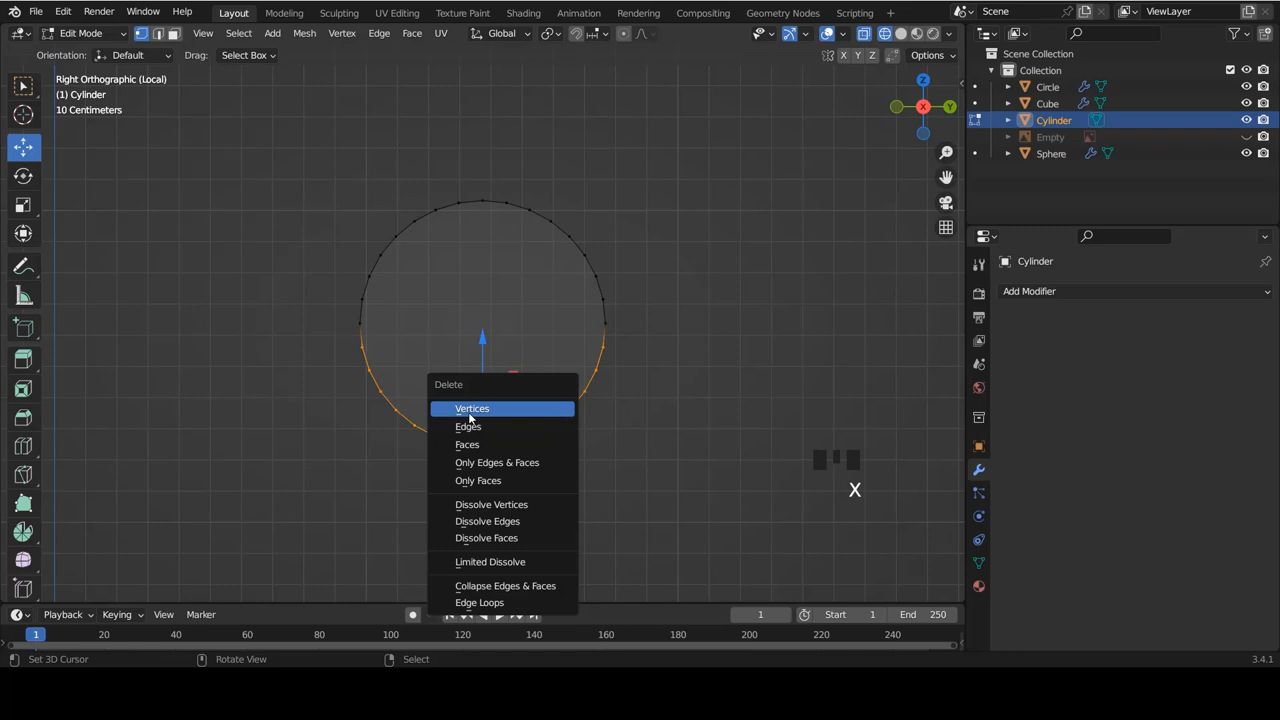 File Edit Render Window Help Layout Modeling Sculpting UV Editing Texture Paint Shading Animation Rendering Compositing Geometry Nodes Scripting Scene ViewLayer
Edit Mode View Select Add Mesh Vertex Edge Face UV Global
Orientation: Default Drag: Select Box X Y Z Options
Right Orthographic (Local)
(1) Cylinder
10 Centimeters
Z
X
Y
Scene Collection
Collection
Circle
Cube
Cylinder
Empty
Sphere
Cylinder
Add Modifier
Delete
Vertices
Edges
Faces
Only Edges & Faces
Only Faces
Dissolve Vertices
Dissolve Edges
Dissolve Faces
Limited Dissolve
Collapse Edges & Faces
Edge Loops
X
Playback Keying View Marker 1 Start 1 End 250
1 20 40 60 80 100 120 140 160 180 200 220 240
Set 3D Cursor Rotate View Select 3.4.1